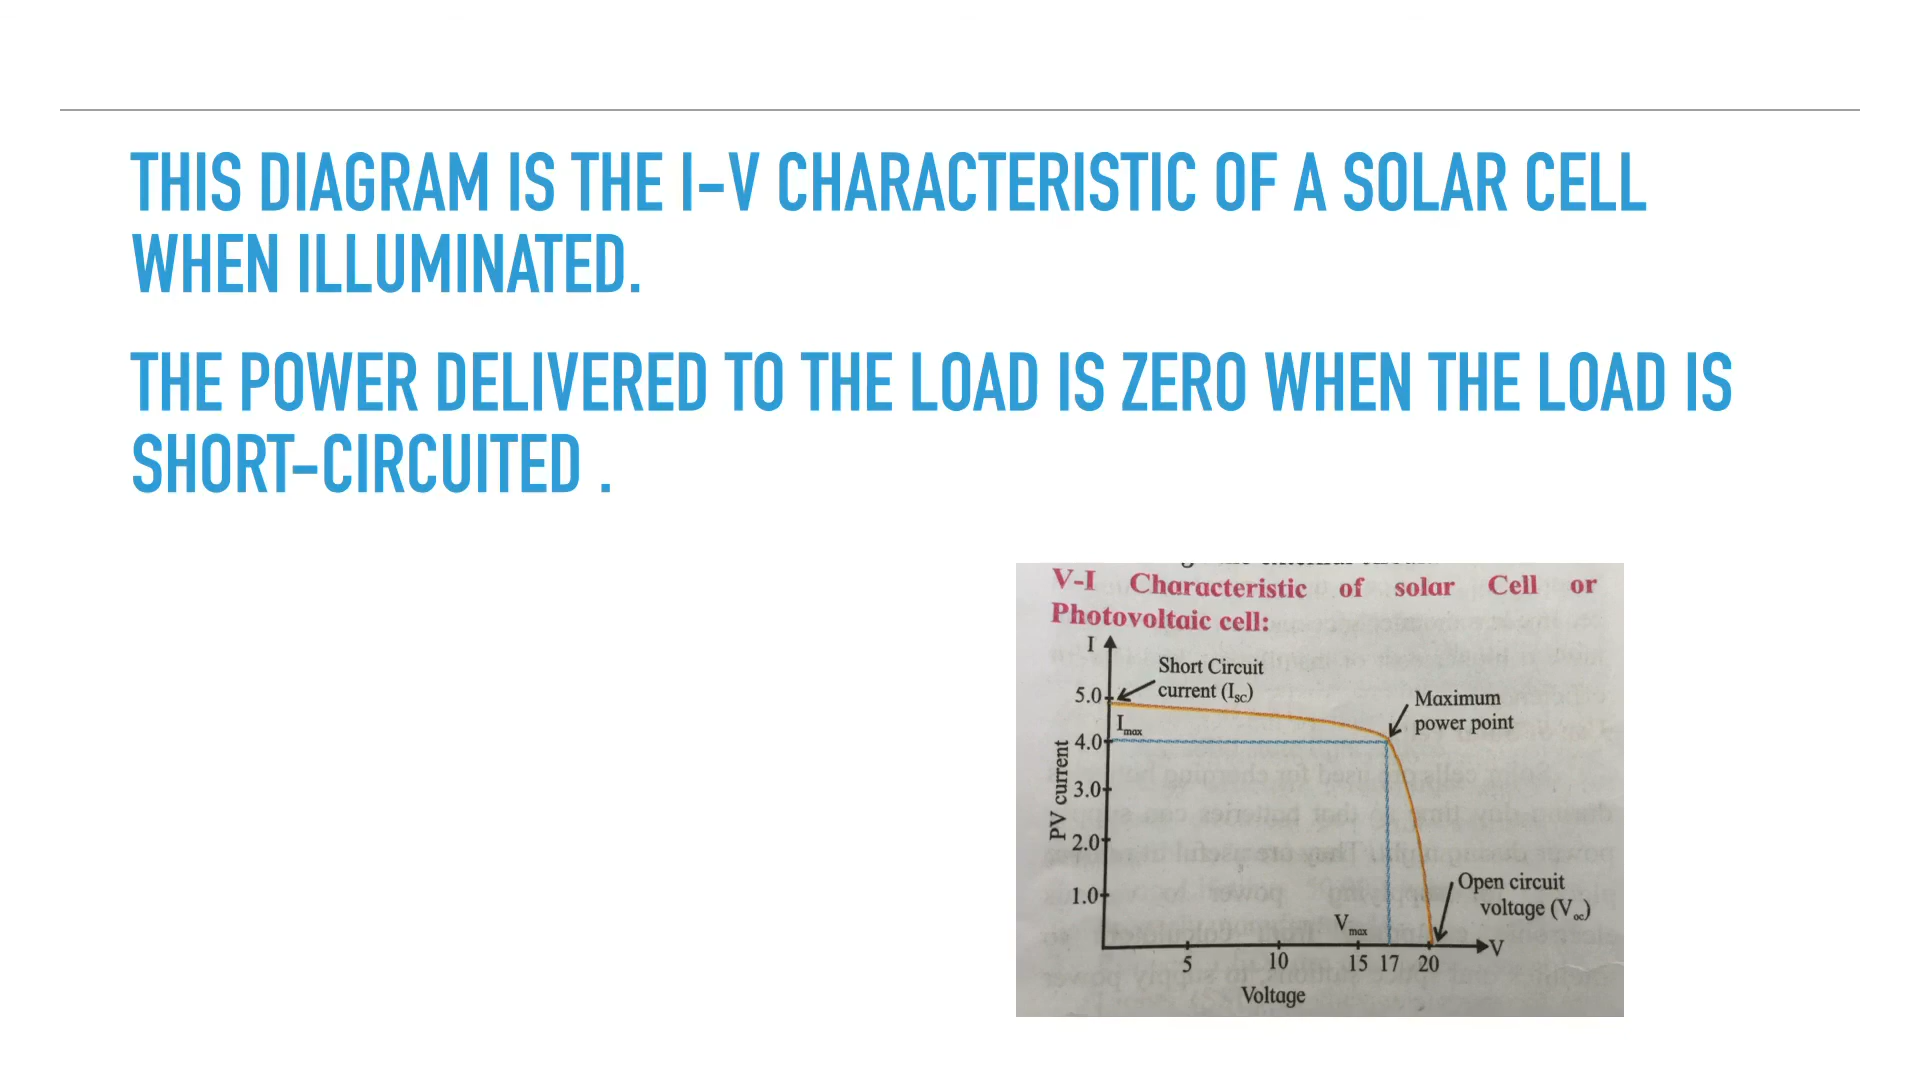 THIS DIAGRAM IS THE I-V CHARACTERISTIC OF A SOLAR CELL
WHEN ILLUMINATED.
THE POWER DELIVERED TO THE LOAD IS ZERO WHEN THE LOAD IS
SHORT-CIRCUITED .
V-I Characteristic of solar Cell or
Photovoltaic cell:
I
Short Circuit
current (Isc)
5.0
Maximum
power point
Imax
4.0
3.0
PV current
2.0
1.0
Open circuit
voltage (Voc)
Vmax
V
5 10 15 17 20
Voltage